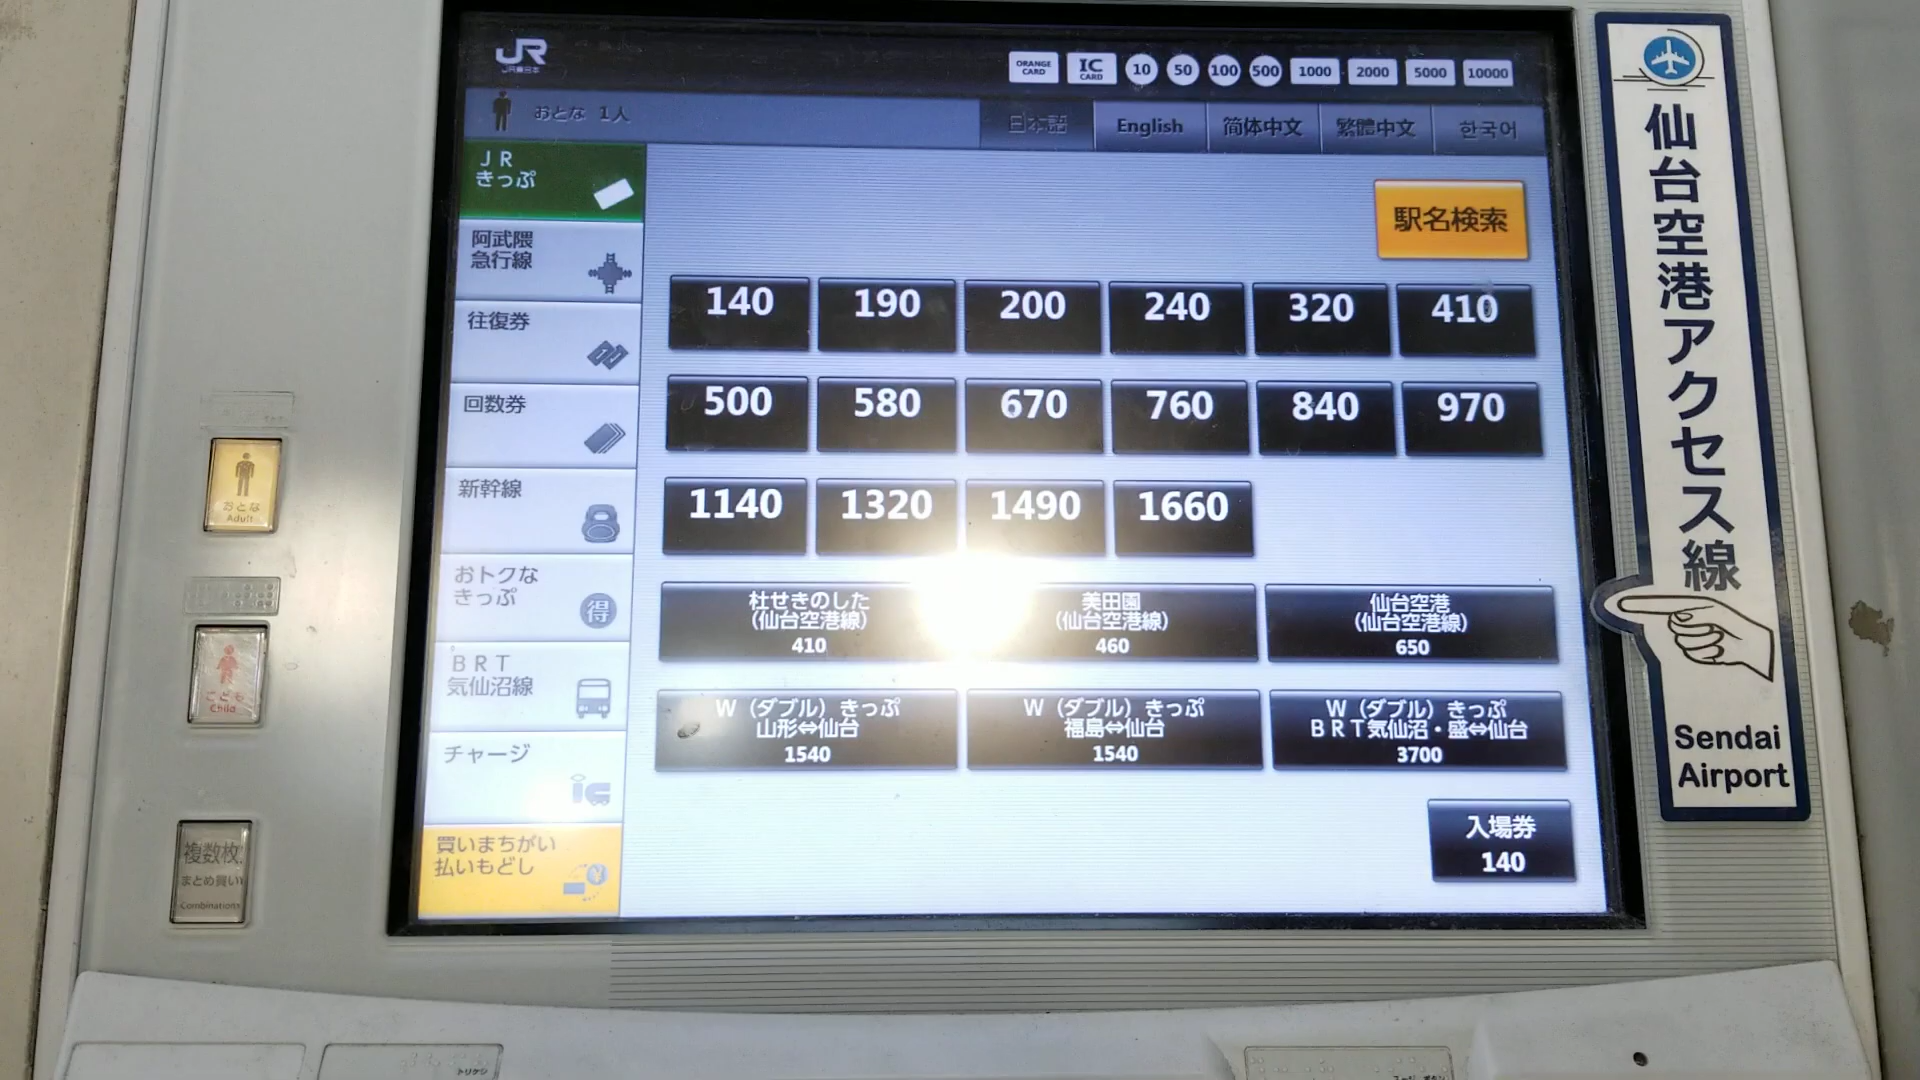 JR
JR東日本
ORANGE CARD
IC CARD
10 50 100 500 1000 2000 5000 10000
おとな 1人
日本語 English 简体中文 繁體中文 한국어
JR
きっぷ
阿武隈
急行線
往復券
回数券
新幹線
おトクな
きっぷ
得
BRT
気仙沼線
チャージ
買いまちがい
払いもどし
駅名検索
140 190 200 240 320 410
500 580 670 760 840 970
1140 1320 1490 1660
杜せきのした
(仙台空港線)
410
美田園
(仙台空港線)
460
仙台空港
(仙台空港線)
650
W(ダブル)きっぷ
山形⇔仙台
1540
W(ダブル)きっぷ
福島⇔仙台
1540
W(ダブル)きっぷ
BRT気仙沼・盛⇔仙台
3700
入場券
140
おとな
Adult
こども
Child
複数枚
まとめ買い
Combinations
仙台空港アクセス線
Sendai
Airport
トリケシ